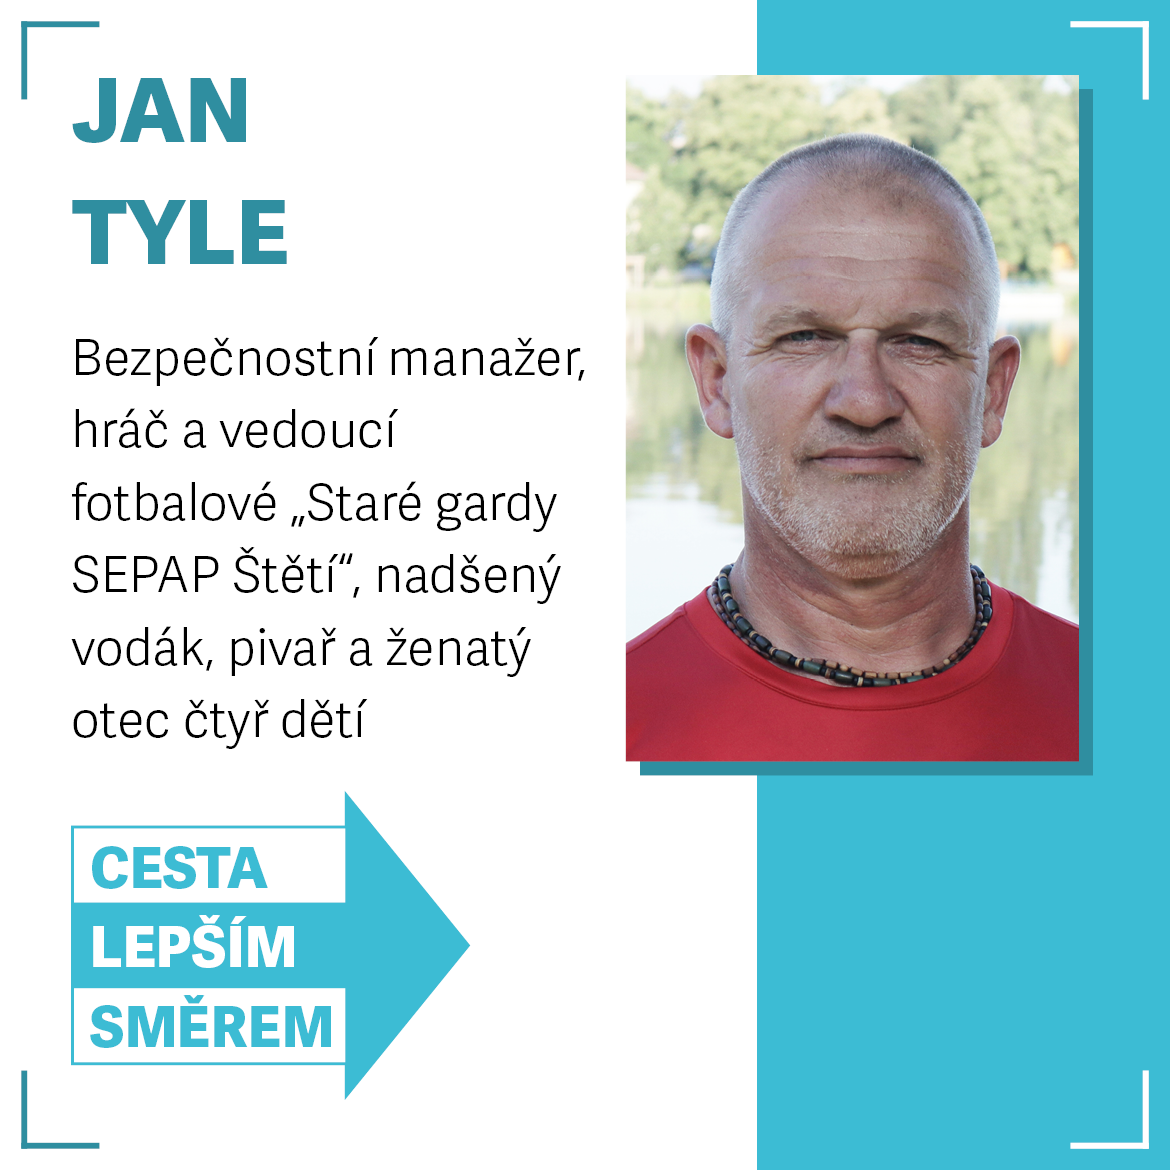 JAN
TYLE
Bezpečnostní manažer,
hráč a vedoucí
fotbalové „Staré gardy
SEPAP Štětí“, nadšený
vodák, pivař a ženatý
otec čtyř dětí
CESTA
LEPŠÍM
SMĚREM